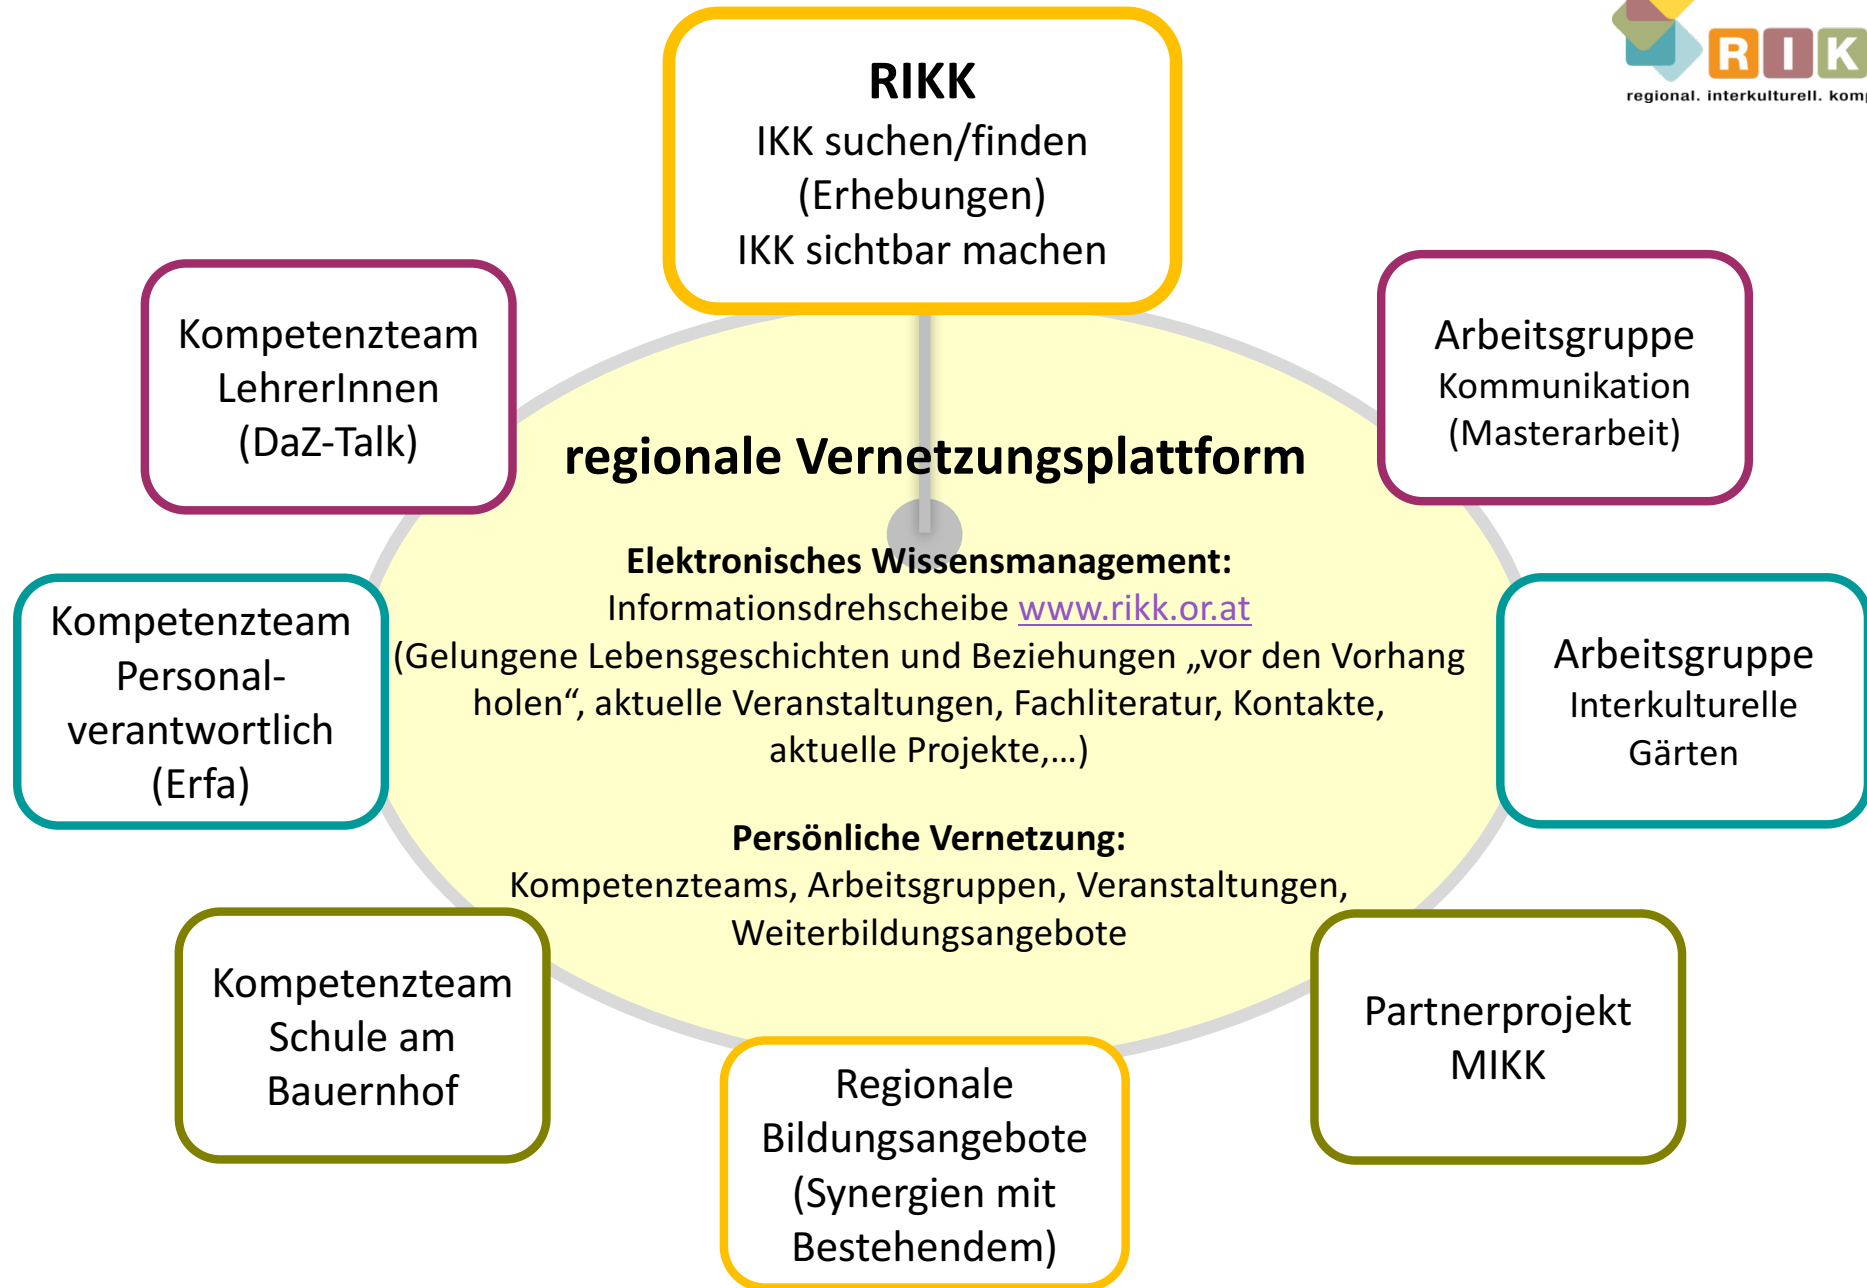 RIKK
IKK suchen/finden
(Erhebungen)
IKK sichtbar machen
RIK
regional. interkulturell.
Kompetenzteam
LehrerInnen
(DaZ-Talk)
Arbeitsgruppe
Kommunikation
(Masterarbeit)
regionale Vernetzungsplattform
Elektronisches Wissensmanagement:
Informationsdrehscheibe www.rikk.or.at
(Gelungene Lebensgeschichten und Beziehungen „vor den Vorhang
holen“, aktuelle Veranstaltungen, Fachliteratur, Kontakte,
aktuelle Projekte,...)
Persönliche Vernetzung:
Kompetenzteams, Arbeitsgruppen, Veranstaltungen,
Weiterbildungsangebote
Kompetenzteam
Personal-
verantwortlich
(Erfa)
Arbeitsgruppe
Interkulturelle
Gärten
Kompetenzteam
Schule am
Bauernhof
Regionale
Bildungsangebote
(Synergien mit
Bestehendem)
Partnerprojekt
MIKK